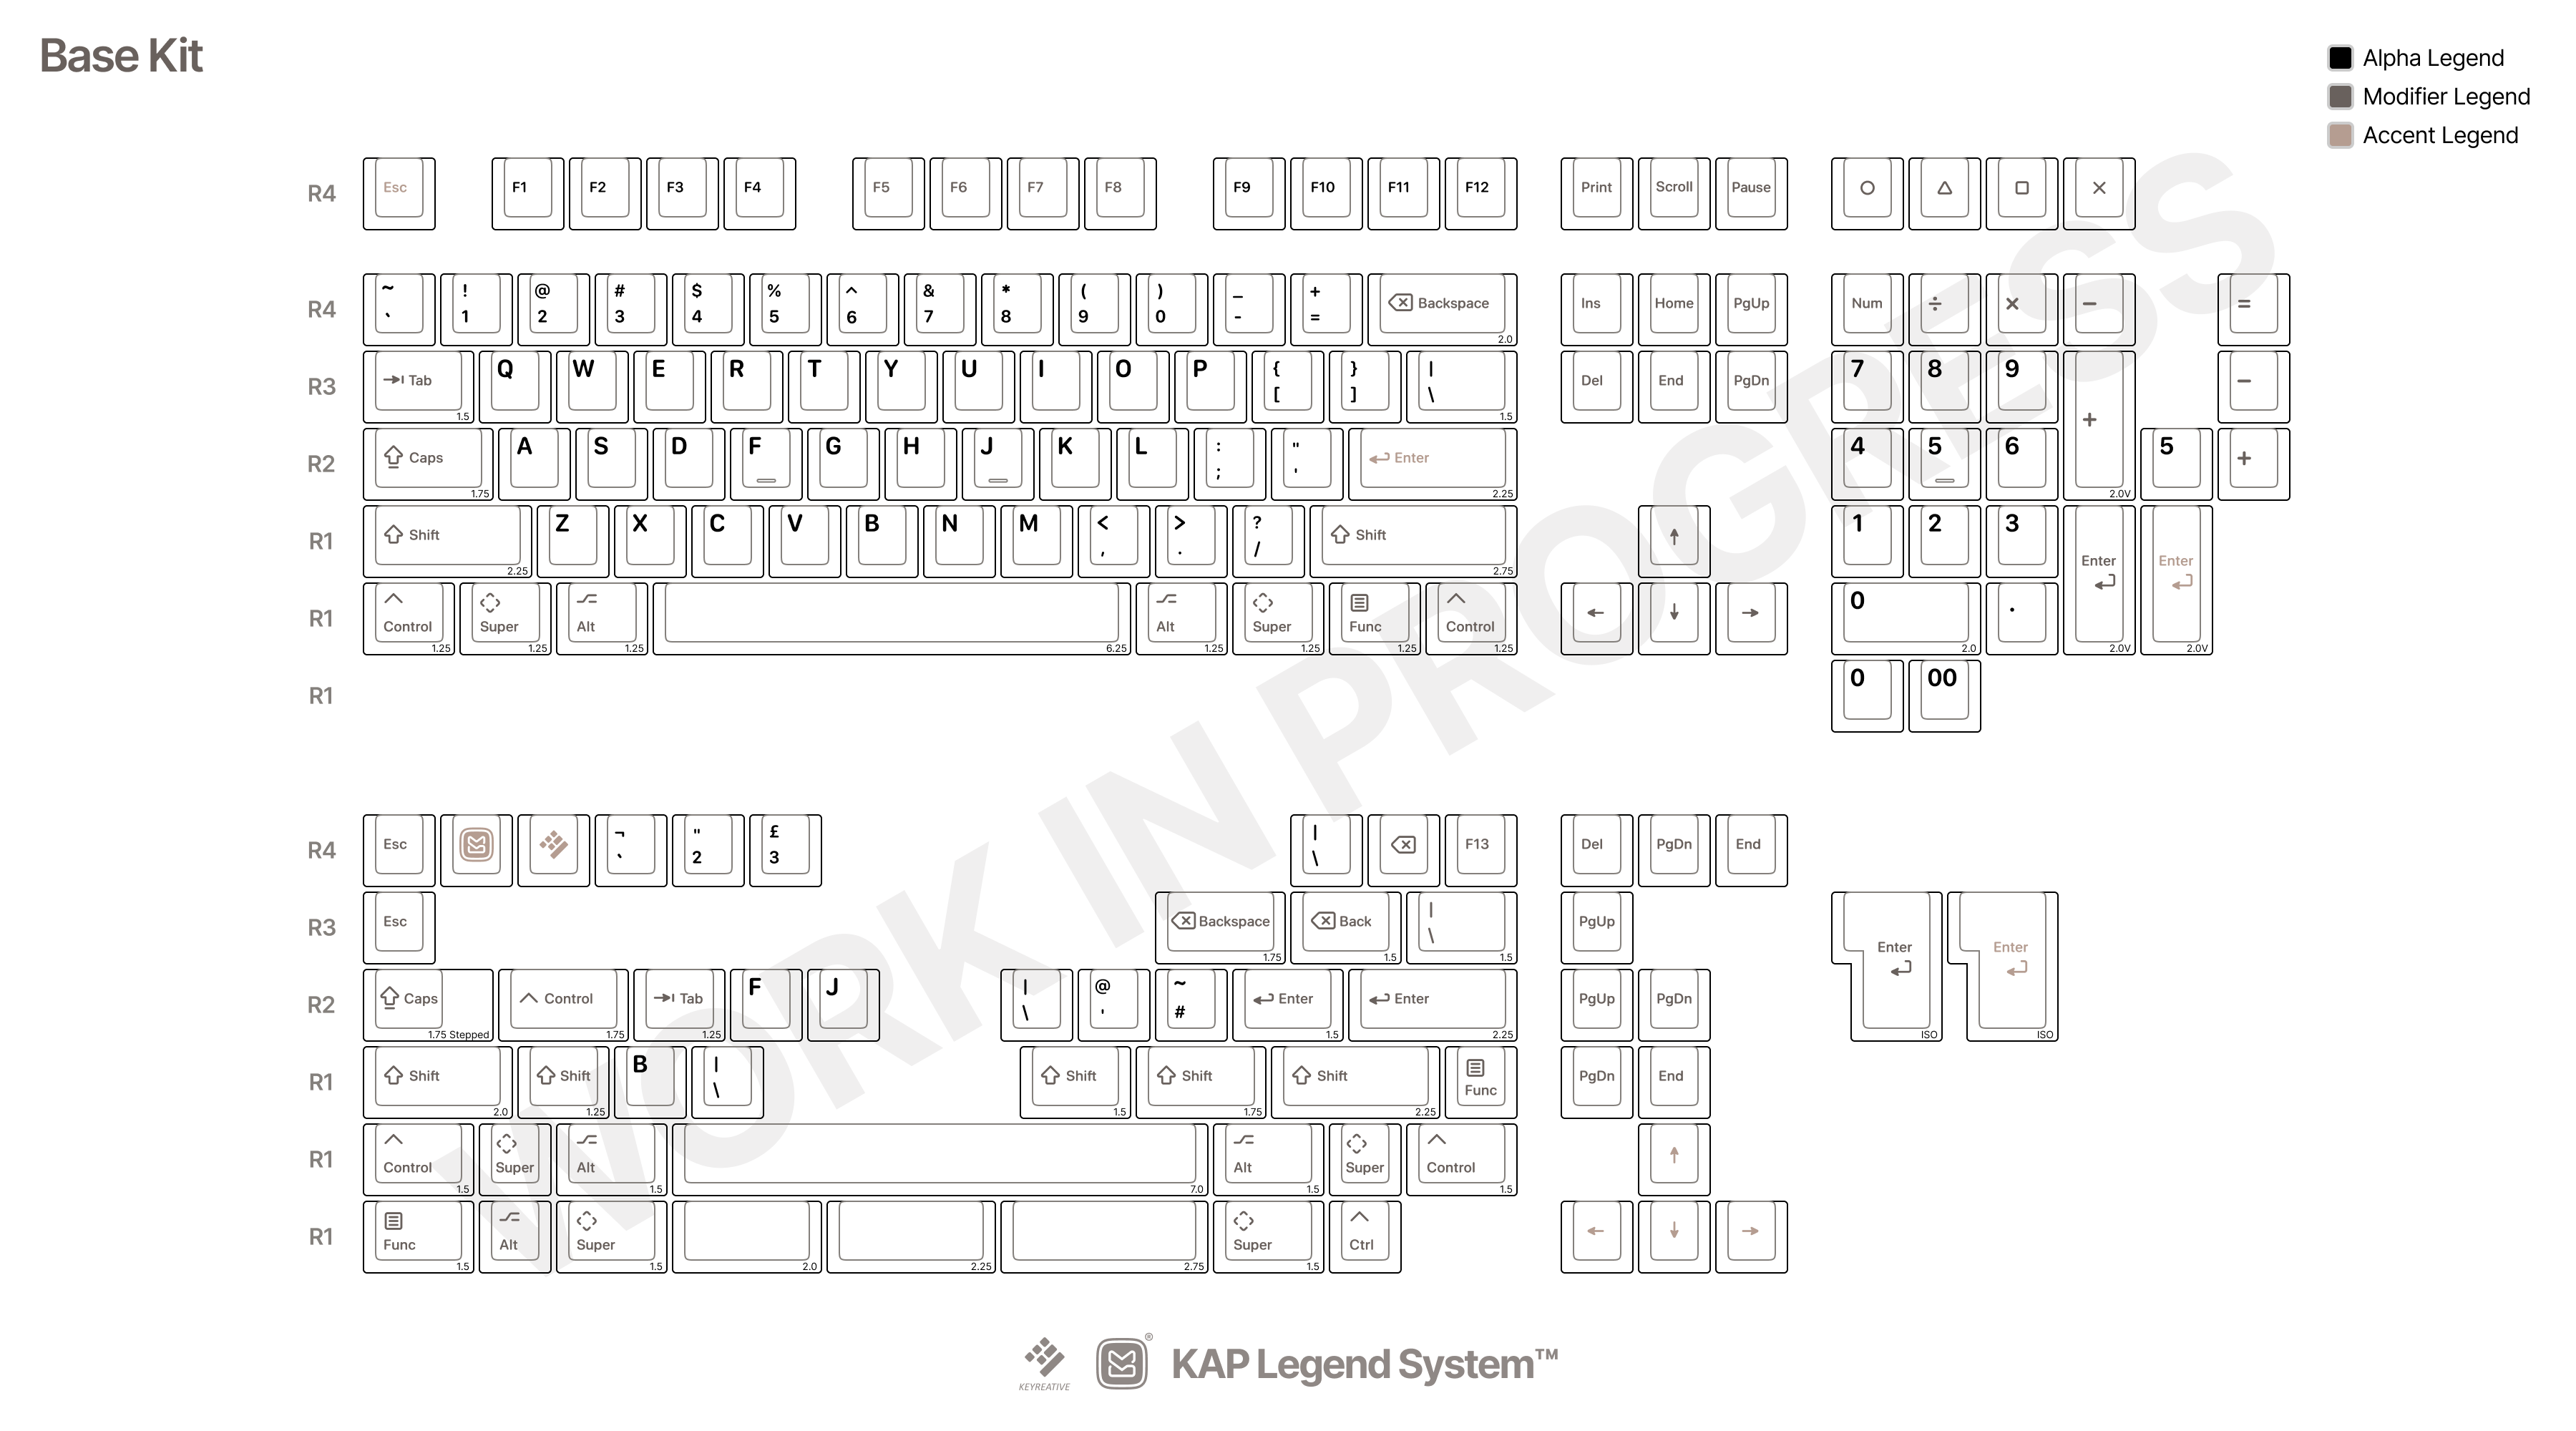 Base Kit
Alpha Legend
Modifier Legend
Accent Legend
R4 Esc F1 F2 F3 F4 F5 F6 F7 F8 F9 F10 F11 F12 Print Scroll Pause
~ ! @ # $ % ^ & * ( ) _ +
R4 ` 1 2 3 4 5 6 7 8 9 0 - = Backspace 2.0 Ins Home PgUp Num ÷ × − =
R3 Tab 1.5 Q W E R T Y U I O P { [ } ] | \ 1.5 Del End PgDn 7 8 9 + 2.0V −
R2 Caps 1.75 A S D F G H J K L : ; " ' Enter 2.25 4 5 6 5 +
R1 Shift 2.25 Z X C V B N M < , > . ? / Shift 2.75 ↑ 1 2 3 Enter 2.0V Enter 2.0V
R1 Control 1.25 Super 1.25 Alt 1.25 6.25 Alt 1.25 Super 1.25 Func 1.25 Control 1.25 ← ↓ → 0 2.0 .
R1 0 00
R4 Esc ¬ ` " 2 £ 3 | \ F13 Del PgDn End
R3 Esc Backspace 1.75 Back 1.5 | \ 1.5 PgUp Enter ISO Enter ISO
R2 Caps 1.75 Stepped Control 1.75 Tab 1.25 F J | \ @ ' ~ # Enter 1.5 Enter 2.25 PgUp PgDn
R1 Shift 2.0 Shift 1.25 B | \ Shift 1.5 Shift 1.75 Shift 2.25 Func PgDn End
R1 Control 1.5 Super Alt 1.5 7.0 Alt 1.5 Super Control 1.5 ↑
R1 Func 1.5 Alt Super 1.5 2.0 2.25 2.75 Super 1.5 Ctrl ← ↓ →
WORK IN PROGRESS
KEYREATIVE
® KAP Legend System™